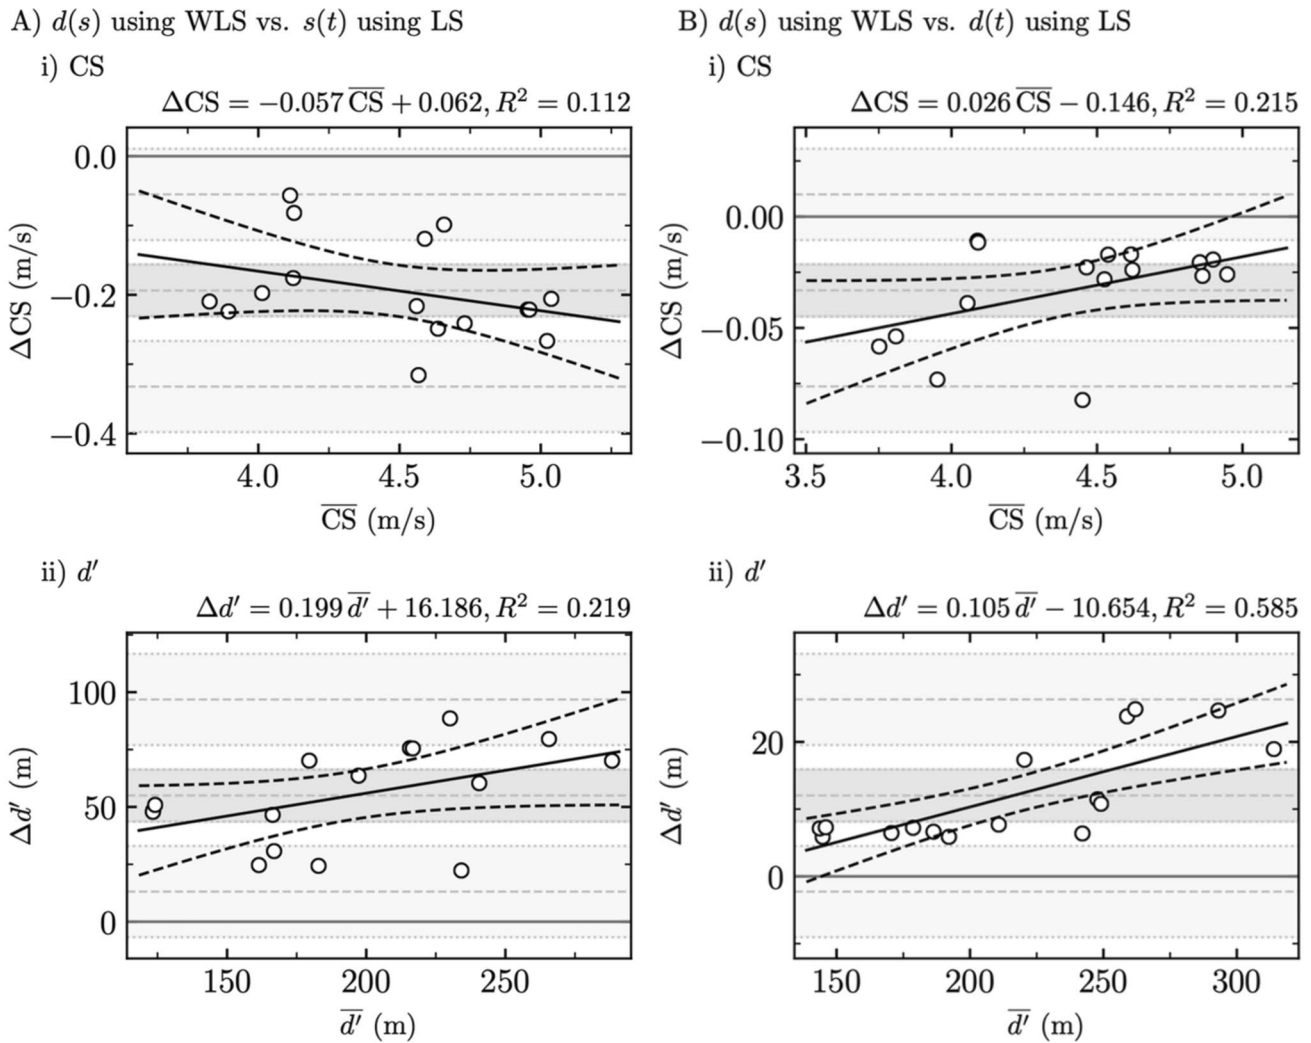 A) d(s) using WLS vs. s(t) using LS
i) CS
ΔCS = −0.057 C̅S̅ + 0.062, R² = 0.112
0.0
−0.2
−0.4
ΔCS (m/s)
4.0 4.5 5.0
C̅S̅ (m/s)
ii) d′
Δd′ = 0.199 d̅′̅ + 16.186, R² = 0.219
100
50
0
Δd′ (m)
150 200 250
d̅′̅ (m)
B) d(s) using WLS vs. d(t) using LS
i) CS
ΔCS = 0.026 C̅S̅ − 0.146, R² = 0.215
0.00
−0.05
−0.10
ΔCS (m/s)
3.5 4.0 4.5 5.0
C̅S̅ (m/s)
ii) d′
Δd′ = 0.105 d̅′̅ − 10.654, R² = 0.585
20
0
Δd′ (m)
150 200 250 300
d̅′̅ (m)